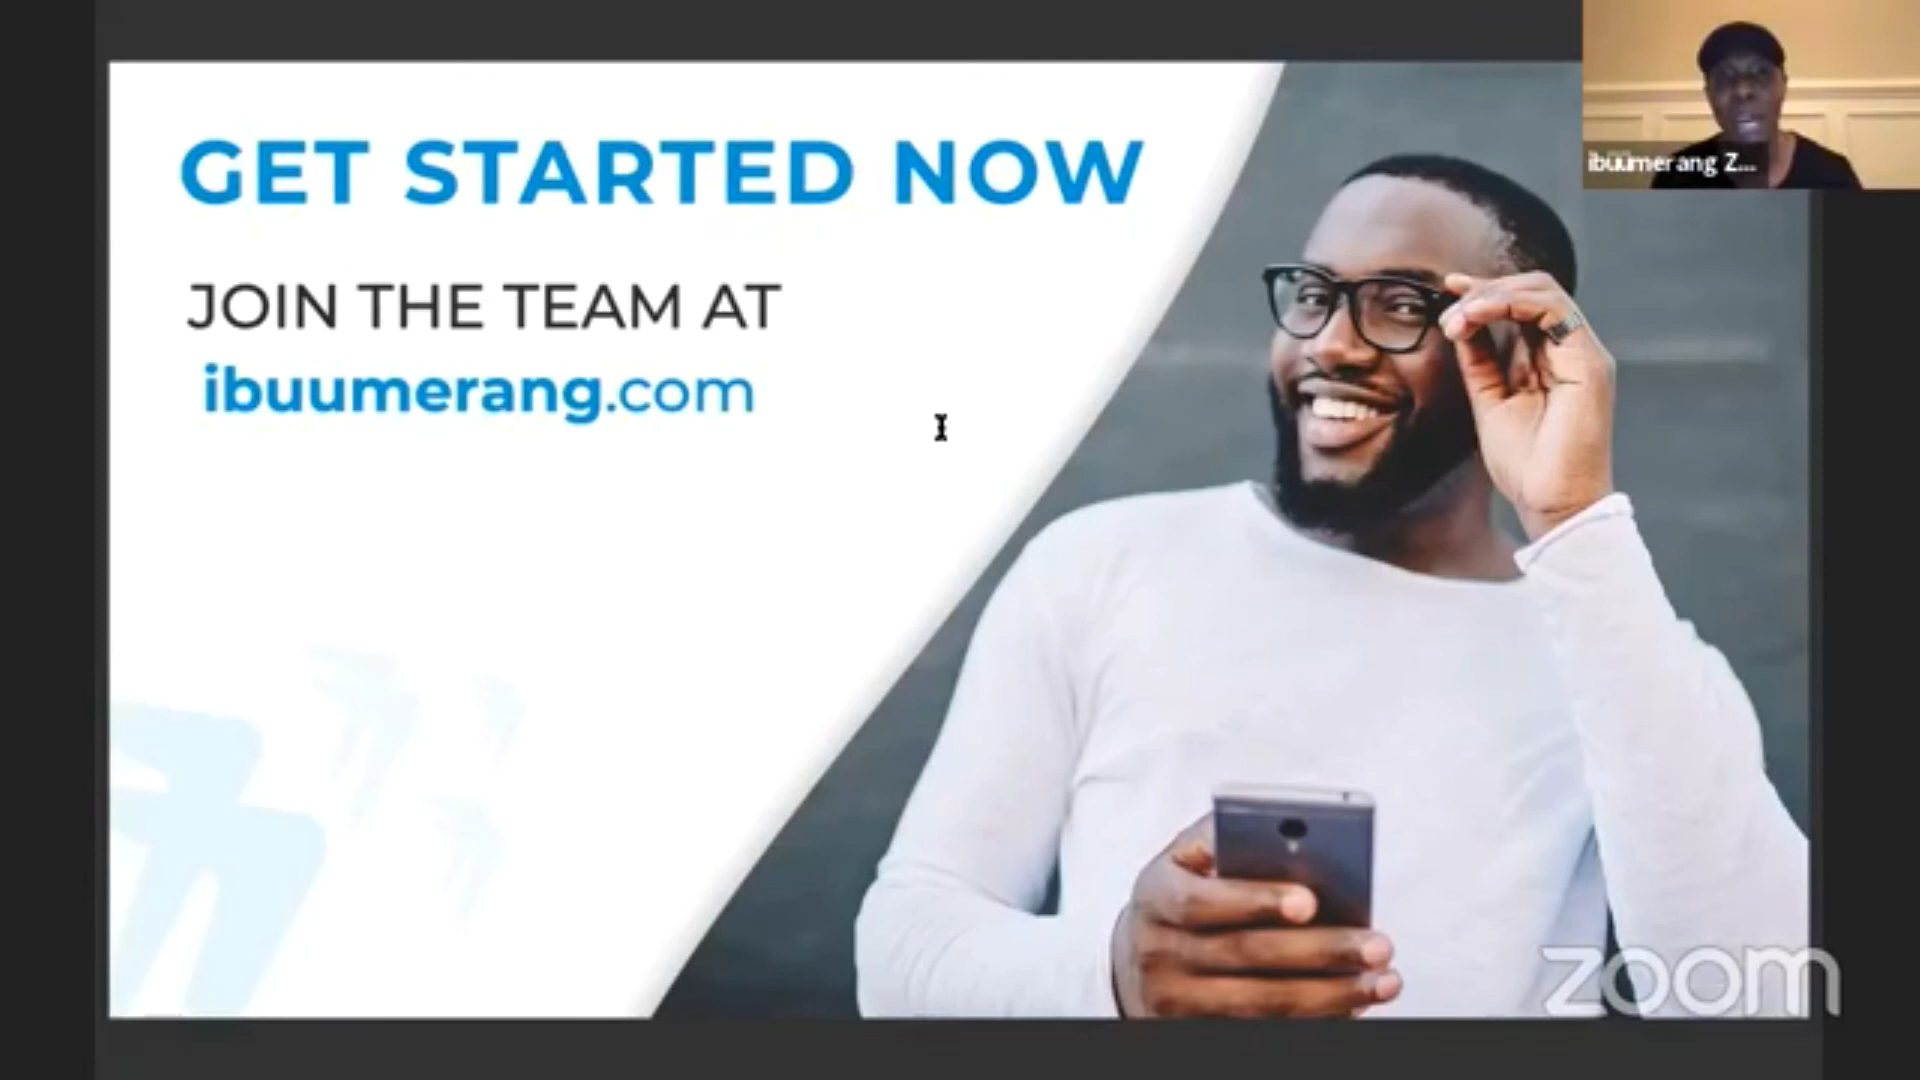 GET STARTED NOW
JOIN THE TEAM AT
ibuumerang.com
ibuumerang Z...
zoom